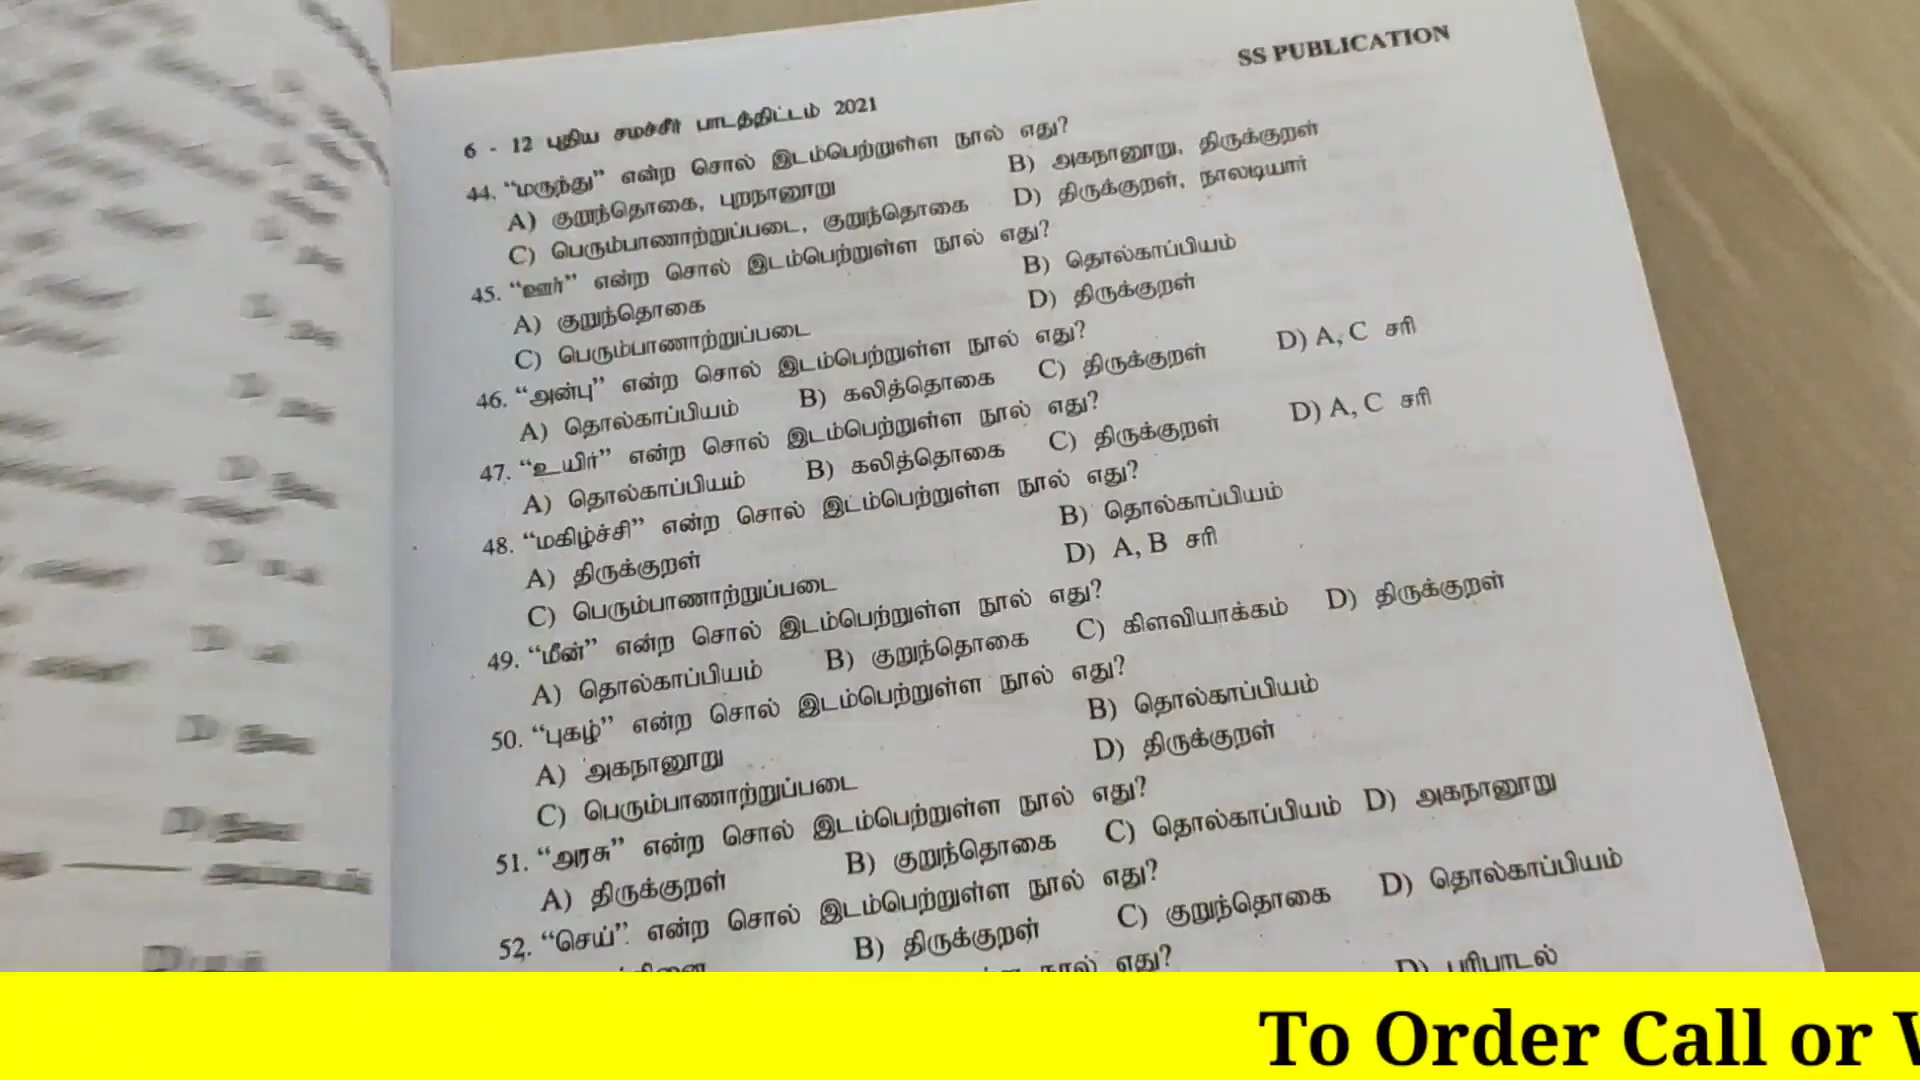 SS PUBLICATION
6 - 12 புதிய சமச்சீர் பாடத்திட்டம் 2021
44. “மருந்து” என்ற சொல் இடம்பெற்றுள்ள நூல் எது?
A) குறுந்தொகை, புறநானூறு B) அகநானூறு, திருக்குறள்
C) பெரும்பாணாற்றுப்படை, குறுந்தொகை D) திருக்குறள், நாலடியார்
45. “ஊர்” என்ற சொல் இடம்பெற்றுள்ள நூல் எது?
A) குறுந்தொகை B) தொல்காப்பியம்
C) பெரும்பாணாற்றுப்படை D) திருக்குறள்
46. “அன்பு” என்ற சொல் இடம்பெற்றுள்ள நூல் எது?
A) தொல்காப்பியம் B) கலித்தொகை C) திருக்குறள் D) A, C சரி
47. “உயிர்” என்ற சொல் இடம்பெற்றுள்ள நூல் எது?
A) தொல்காப்பியம் B) கலித்தொகை C) திருக்குறள் D) A, C சரி
48. “மகிழ்ச்சி” என்ற சொல் இடம்பெற்றுள்ள நூல் எது?
A) திருக்குறள் B) தொல்காப்பியம்
C) பெரும்பாணாற்றுப்படை D) A, B சரி
49. “மீன்” என்ற சொல் இடம்பெற்றுள்ள நூல் எது?
A) தொல்காப்பியம் B) குறுந்தொகை C) கிளவியாக்கம் D) திருக்குறள்
50. “புகழ்” என்ற சொல் இடம்பெற்றுள்ள நூல் எது?
A) அகநானூறு B) தொல்காப்பியம்
C) பெரும்பாணாற்றுப்படை D) திருக்குறள்
51. “அரசு” என்ற சொல் இடம்பெற்றுள்ள நூல் எது?
A) திருக்குறள் B) குறுந்தொகை C) தொல்காப்பியம் D) அகநானூறு
52. “செய்” என்ற சொல் இடம்பெற்றுள்ள நூல் எது?
B) திருக்குறள் C) குறுந்தொகை D) தொல்காப்பியம்
நூல் எது?
D) பரிபாடல்
To Order Call or